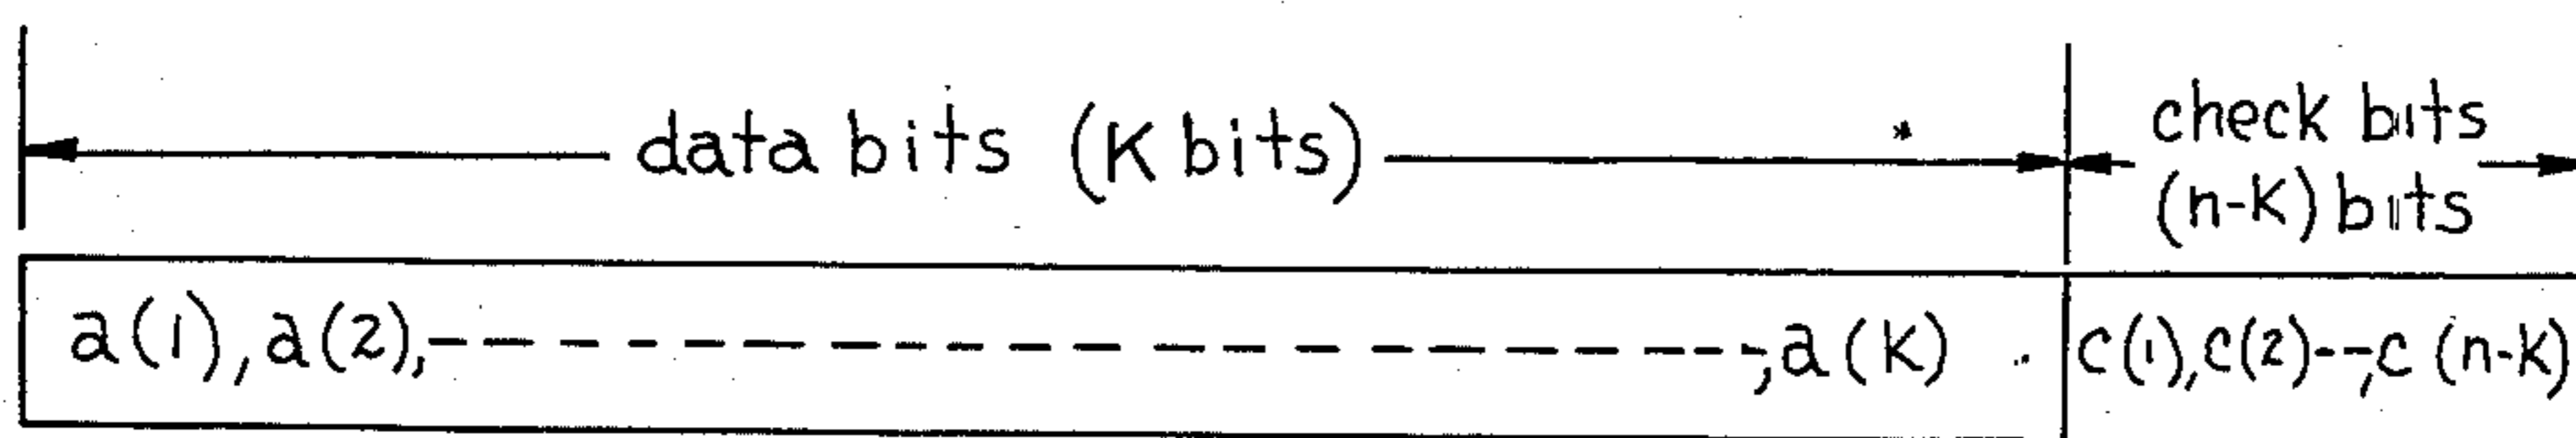 data bits (K bits)
check bits
(n-K) bits
a(1), a(2),-----------------,a(K)
c(1),c(2)--,c (n-K)